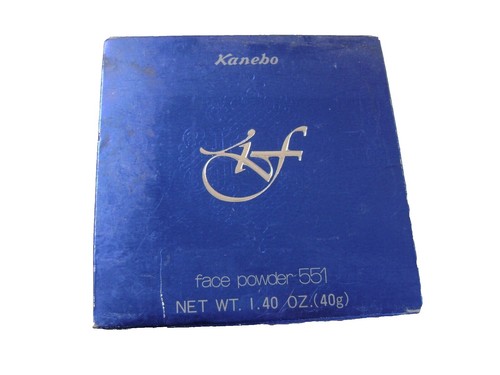 Kanebo
face powder 551
NET WT. 1.40 OZ.(40g)